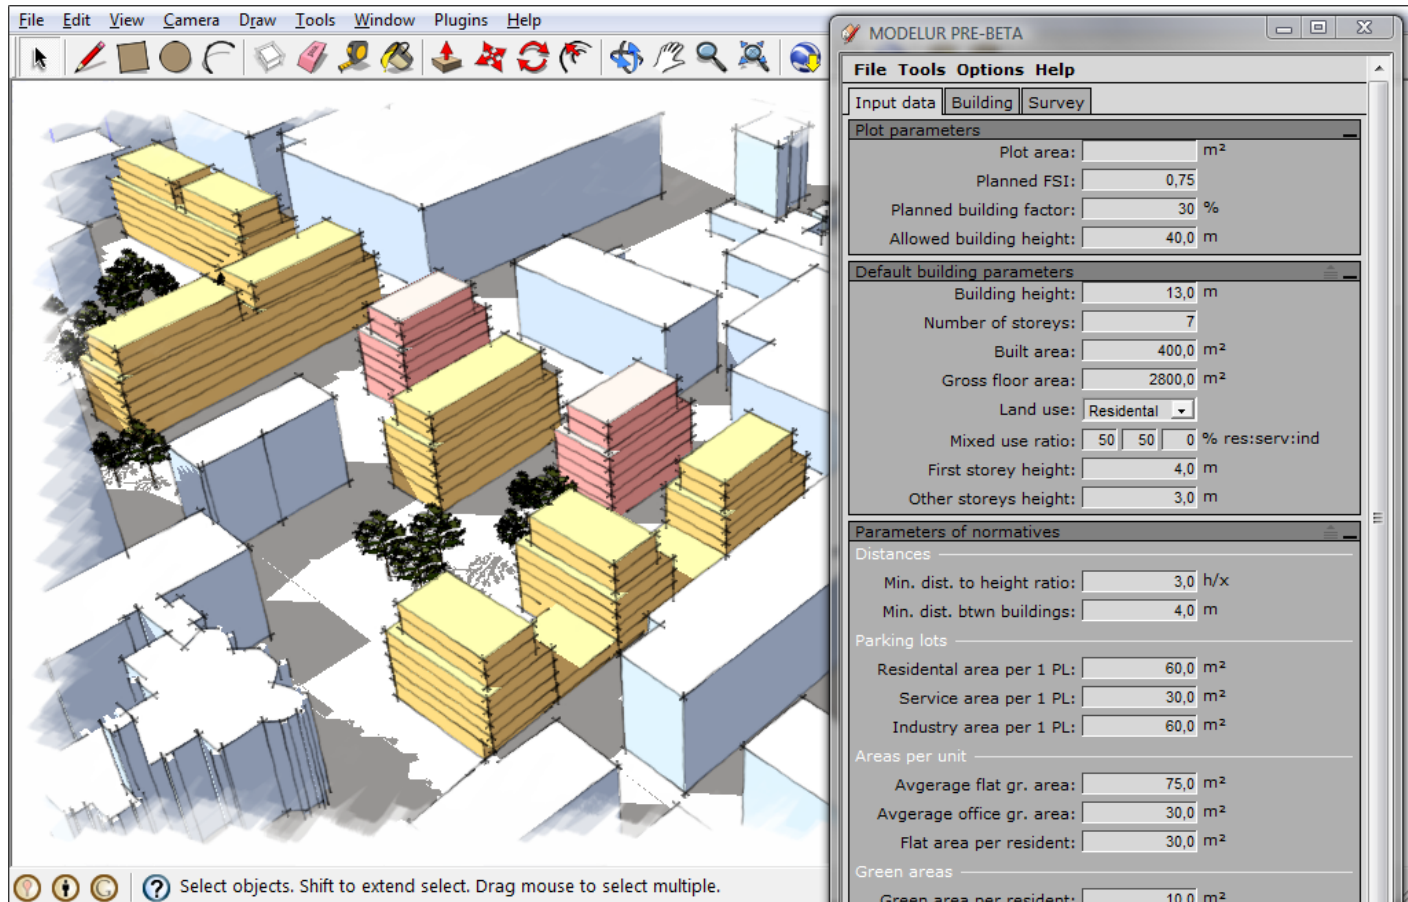 File Edit View Camera Draw Tools Window Plugins Help
MODELUR PRE-BETA
File Tools Options Help
Input data Building Survey
Plot parameters
Plot area: m²
Planned FSI: 0,75
Planned building factor: 30 %
Allowed building height: 40,0 m
Default building parameters
Building height: 13,0 m
Number of storeys: 7
Built area: 400,0 m²
Gross floor area: 2800,0 m²
Land use: Residental
Mixed use ratio: 50 50 0 % res:serv:ind
First storey height: 4,0 m
Other storeys height: 3,0 m
Parameters of normatives
Distances
Min. dist. to height ratio: 3,0 h/x
Min. dist. btwn buildings: 4,0 m
Parking lots
Residental area per 1 PL: 60,0 m²
Service area per 1 PL: 30,0 m²
Industry area per 1 PL: 60,0 m²
Areas per unit
Avgerage flat gr. area: 75,0 m²
Avgerage office gr. area: 30,0 m²
Flat area per resident: 30,0 m²
Green areas
Green area per resident: 10,0 m²
Select objects. Shift to extend select. Drag mouse to select multiple.